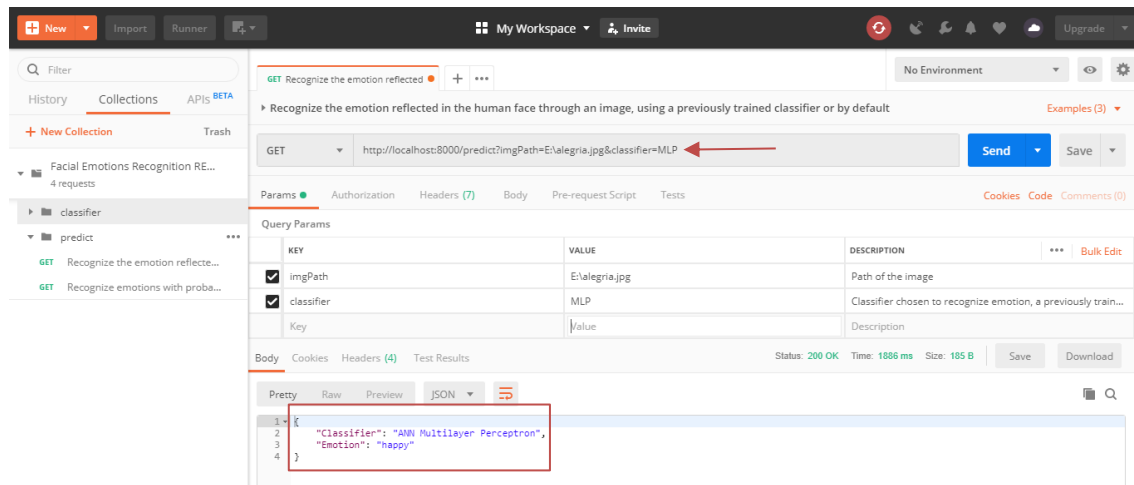 New Import Runner My Workspace Invite Upgrade
Filter
History Collections APIs BETA
+ New Collection Trash
Facial Emotions Recognition RE...
4 requests
classifier
predict
GET Recognize the emotion reflecte...
GET Recognize emotions with proba...
GET Recognize the emotion reflected + ••• No Environment
Recognize the emotion reflected in the human face through an image, using a previously trained classifier or by default Examples (3)
GET http://localhost:8000/predict?imgPath=E:\alegria.jpg&classifier=MLP Send Save
Params Authorization Headers (7) Body Pre-request Script Tests Cookies Code Comments (0)
Query Params
KEY VALUE DESCRIPTION ••• Bulk Edit
imgPath E:\alegria.jpg Path of the image
classifier MLP Classifier chosen to recognize emotion, a previously train...
Key Value Description
Body Cookies Headers (4) Test Results Status: 200 OK Time: 1886 ms Size: 185 B Save Download
Pretty Raw Preview JSON
1 {
2 "Classifier": "ANN Multilayer Perceptron",
3 "Emotion": "happy"
4 }